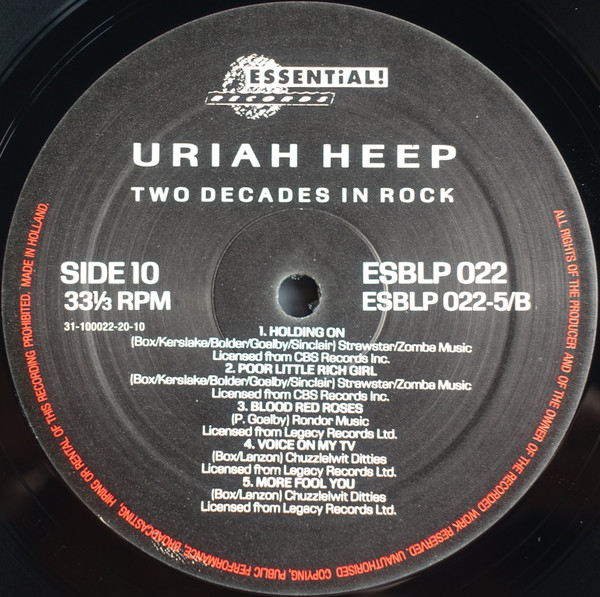 ESSENTiAL!
RECORDS
URIAH HEEP
TWO DECADES IN ROCK
SIDE 10
33⅓ RPM
31-100022-20-10
ESBLP 022
ESBLP 022-5/B
1. HOLDING ON
(Box/Kerslake/Bolder/Goalby/Sinclair) Strawstar/Zomba Music
Licensed from CBS Records Inc.
2. POOR LITTLE RICH GIRL
(Box/Kerslake/Bolder/Goalby/Sinclair) Strawstar/Zomba Music
Licensed from CBS Records Inc.
3. BLOOD RED ROSES
(P. Goalby) Rondor Music
Licensed from Legacy Records Ltd.
4. VOICE ON MY TV
(Box/Lanzon) Chuzzlelwit Ditties
Licensed from Legacy Records Ltd.
5. MORE FOOL YOU
(Box/Lanzon) Chuzzlelwit Ditties
Licensed from Legacy Records Ltd.
ALL RIGHTS OF THE PRODUCER AND OF THE OWNER OF THE RECORDED WORK RESERVED. UNAUTHORISED COPYING, PUBLIC PERFORMANCE, BROADCASTING, HIRING OR RENTAL OF THIS RECORDING PROHIBITED. MADE IN HOLLAND.